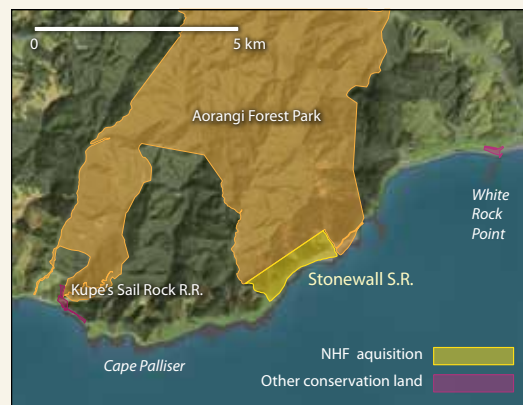 0 5 km
Aorangi Forest Park
White
Rock
Point
Stonewall S.R.
Kupe's Sail Rock R.R.
Cape Palliser
NHF aquisition
Other conservation land